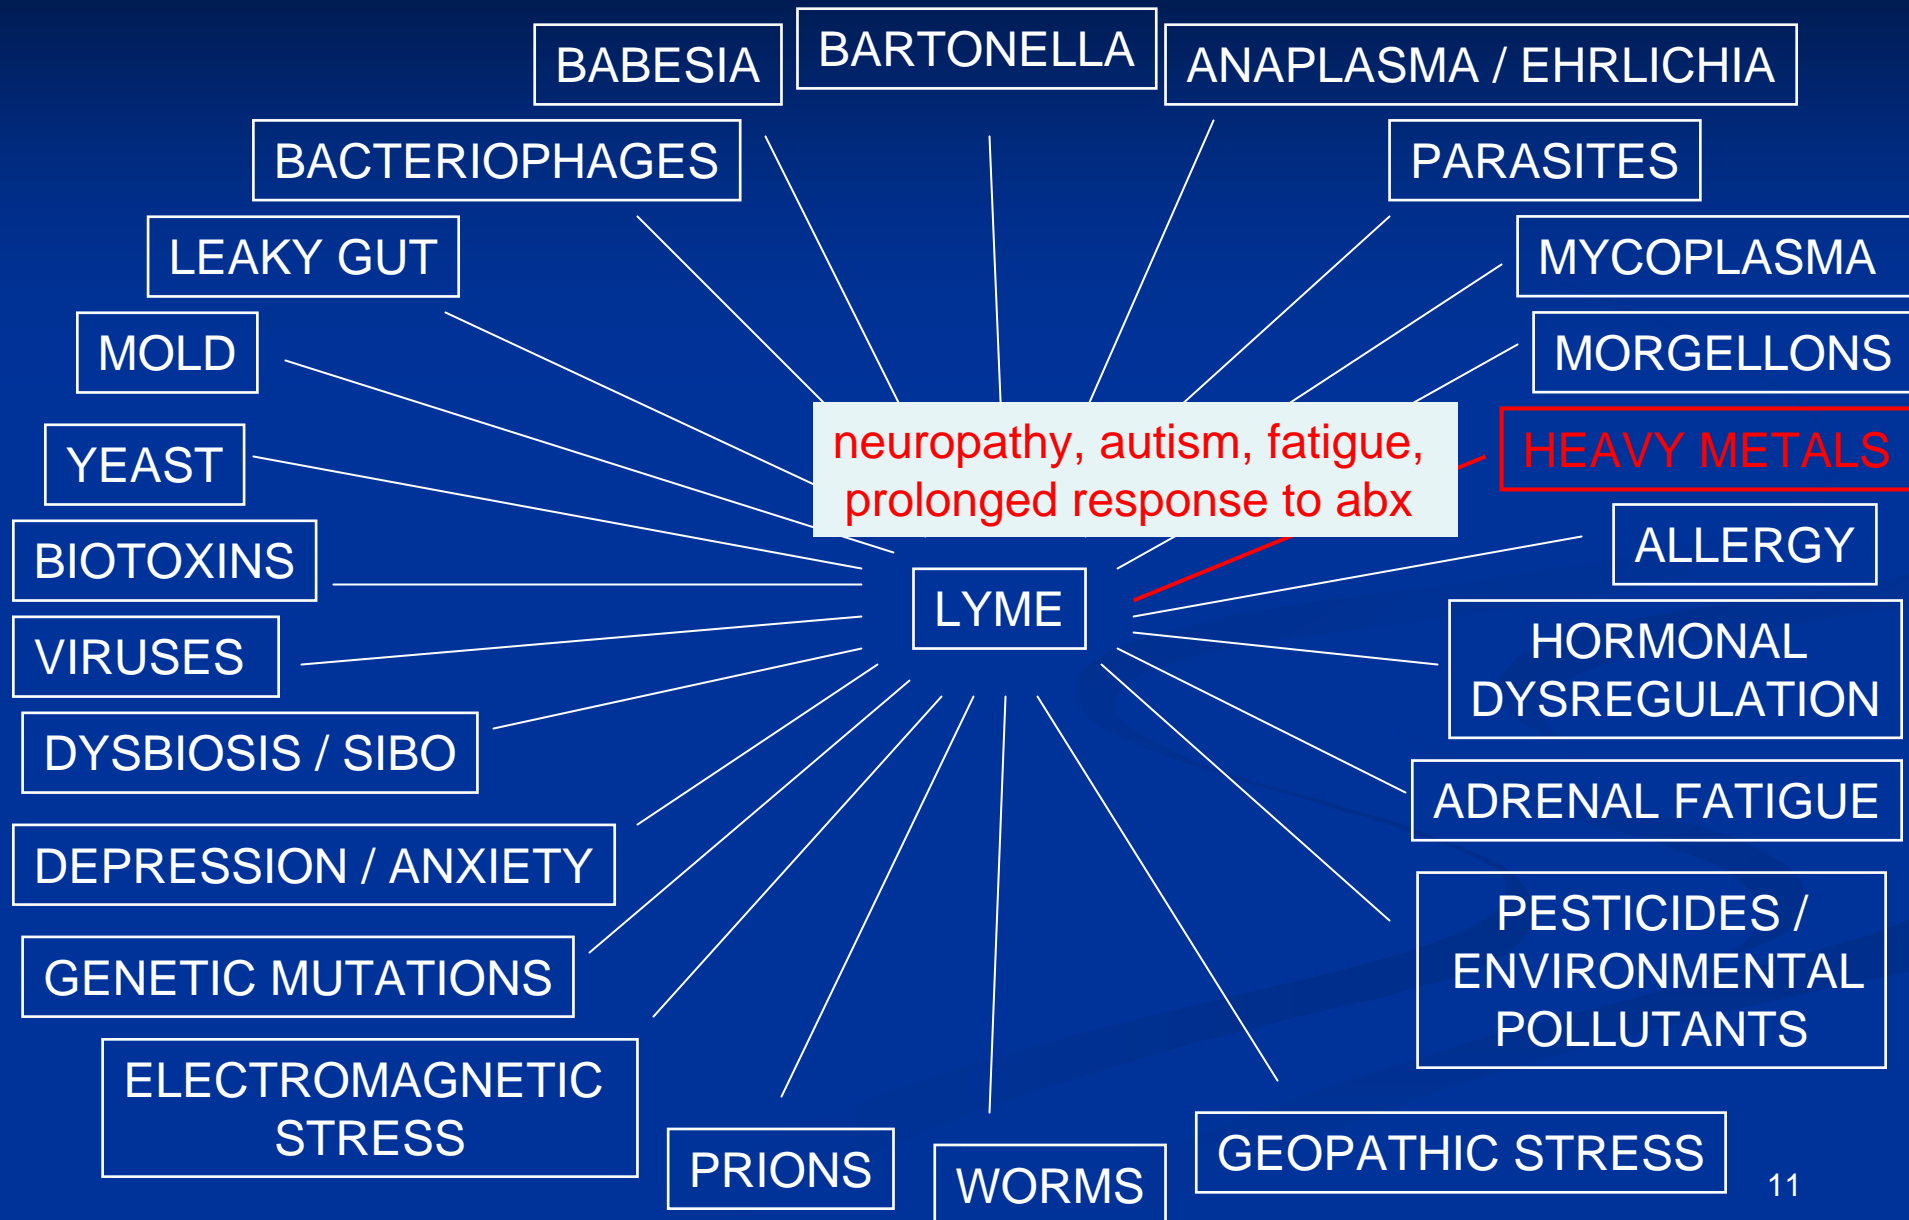 BABESIA
BARTONELLA
ANAPLASMA / EHRLICHIA
BACTERIOPHAGES
PARASITES
LEAKY GUT
MYCOPLASMA
MOLD
MORGELLONS
neuropathy, autism, fatigue,
prolonged response to abx
YEAST
HEAVY METALS
BIOTOXINS
ALLERGY
LYME
VIRUSES
HORMONAL
DYSREGULATION
DYSBIOSIS / SIBO
ADRENAL FATIGUE
DEPRESSION / ANXIETY
PESTICIDES /
ENVIRONMENTAL
POLLUTANTS
GENETIC MUTATIONS
ELECTROMAGNETIC
STRESS
PRIONS
WORMS
GEOPATHIC STRESS
11